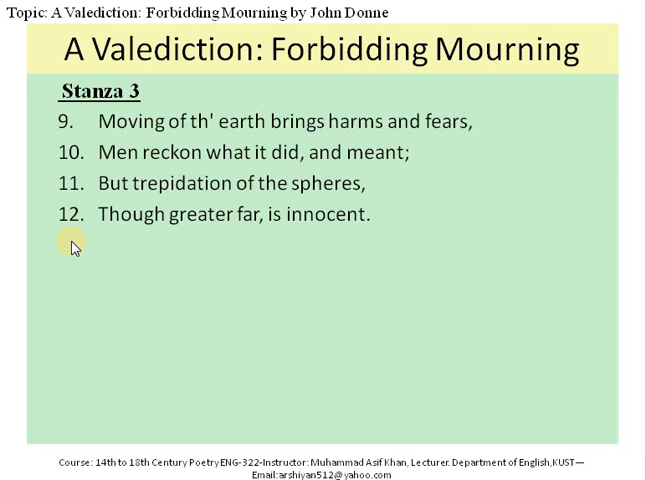 Topic: A Valediction: Forbidding Mourning by John Donne
A Valediction: Forbidding Mourning
Stanza 3
9. Moving of th' earth brings harms and fears,
10. Men reckon what it did, and meant;
11. But trepidation of the spheres,
12. Though greater far, is innocent.
Course: 14th to 18th Century Poetry ENG-322-Instructor: Muhammad Asif Khan, Lecturer. Department of English,KUST—
Email:arshiyan512@yahoo.com